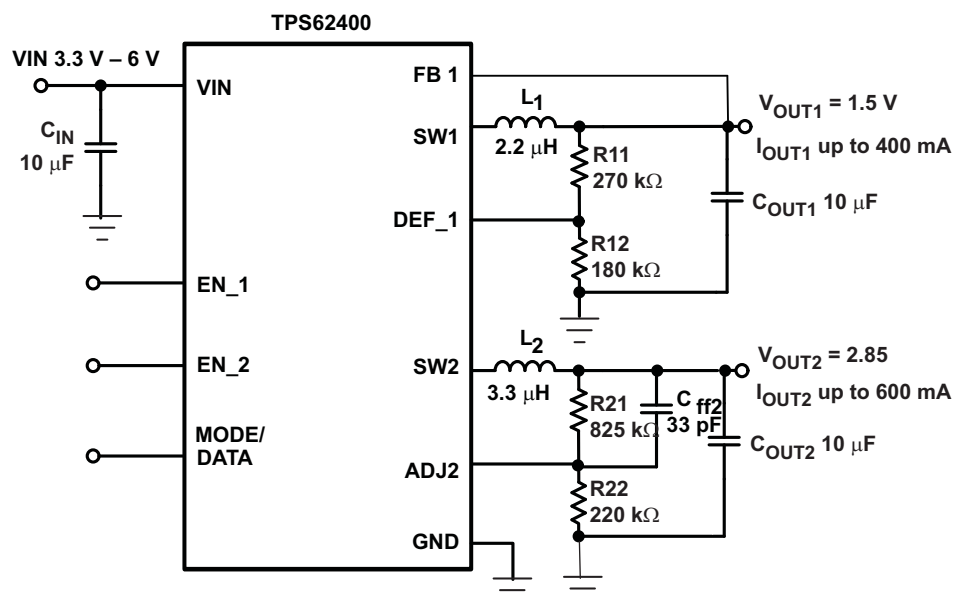 TPS62400
VIN 3.3 V – 6 V
VIN
FB 1
C_IN
10 µF
SW1
L1
2.2 µH
V_OUT1 = 1.5 V
I_OUT1 up to 400 mA
R11
270 kΩ
C_OUT1 10 µF
DEF_1
R12
180 kΩ
EN_1
EN_2
SW2
L2
3.3 µH
V_OUT2 = 2.85
I_OUT2 up to 600 mA
R21
825 kΩ
C ff2
33 pF
C_OUT2 10 µF
MODE/
DATA
ADJ2
R22
220 kΩ
GND